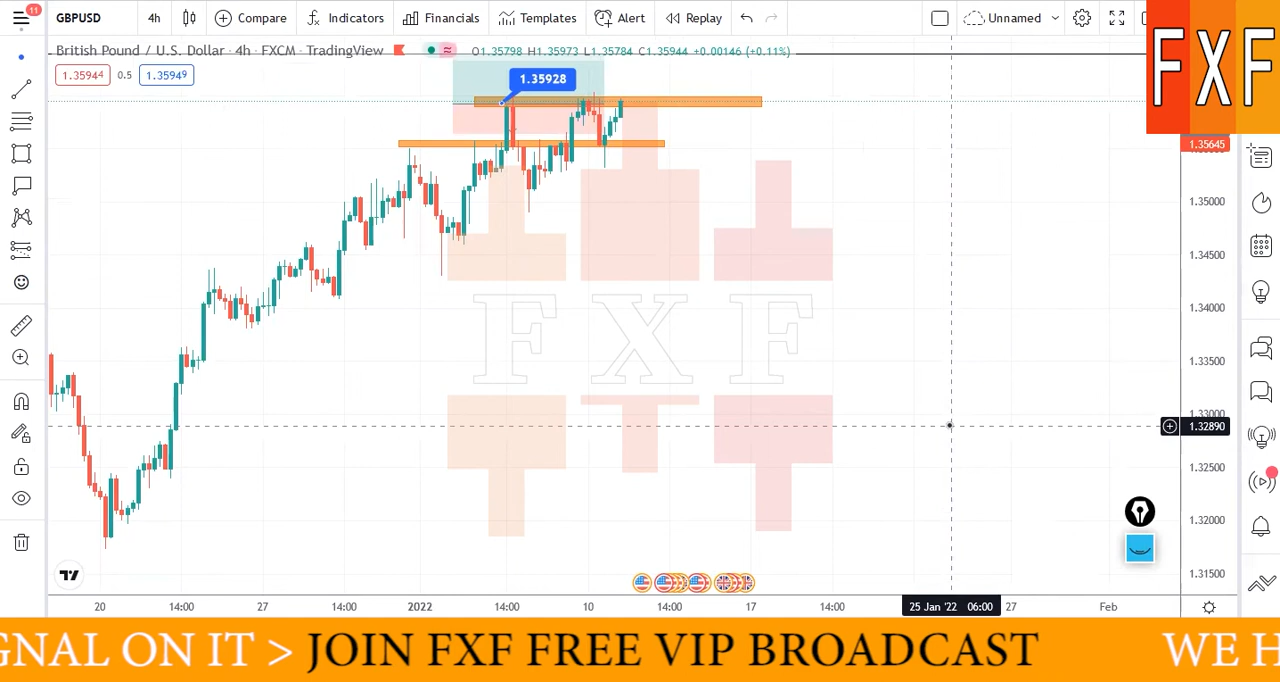 11
GBPUSD
4h
Compare
Indicators
Financials
Templates
Alert
Replay
Unnamed
British Pound / U.S. Dollar · 4h · FXCM · TradingView
O1.35798 H1.35973 L1.35784 C1.35944 +0.00146 (+0.11%)
1.35944
0.5
1.35949
1.35928
FXF
1.35645
1.35000
1.34500
1.34000
1.33500
1.33000
1.32890
1.32500
1.32000
1.31500
FXF
20
14:00
27
14:00
2022
14:00
10
14:00
17
14:00
25 Jan '22 06:00
27
Feb
GNAL ON IT > JOIN FXF FREE VIP BROADCAST WE H